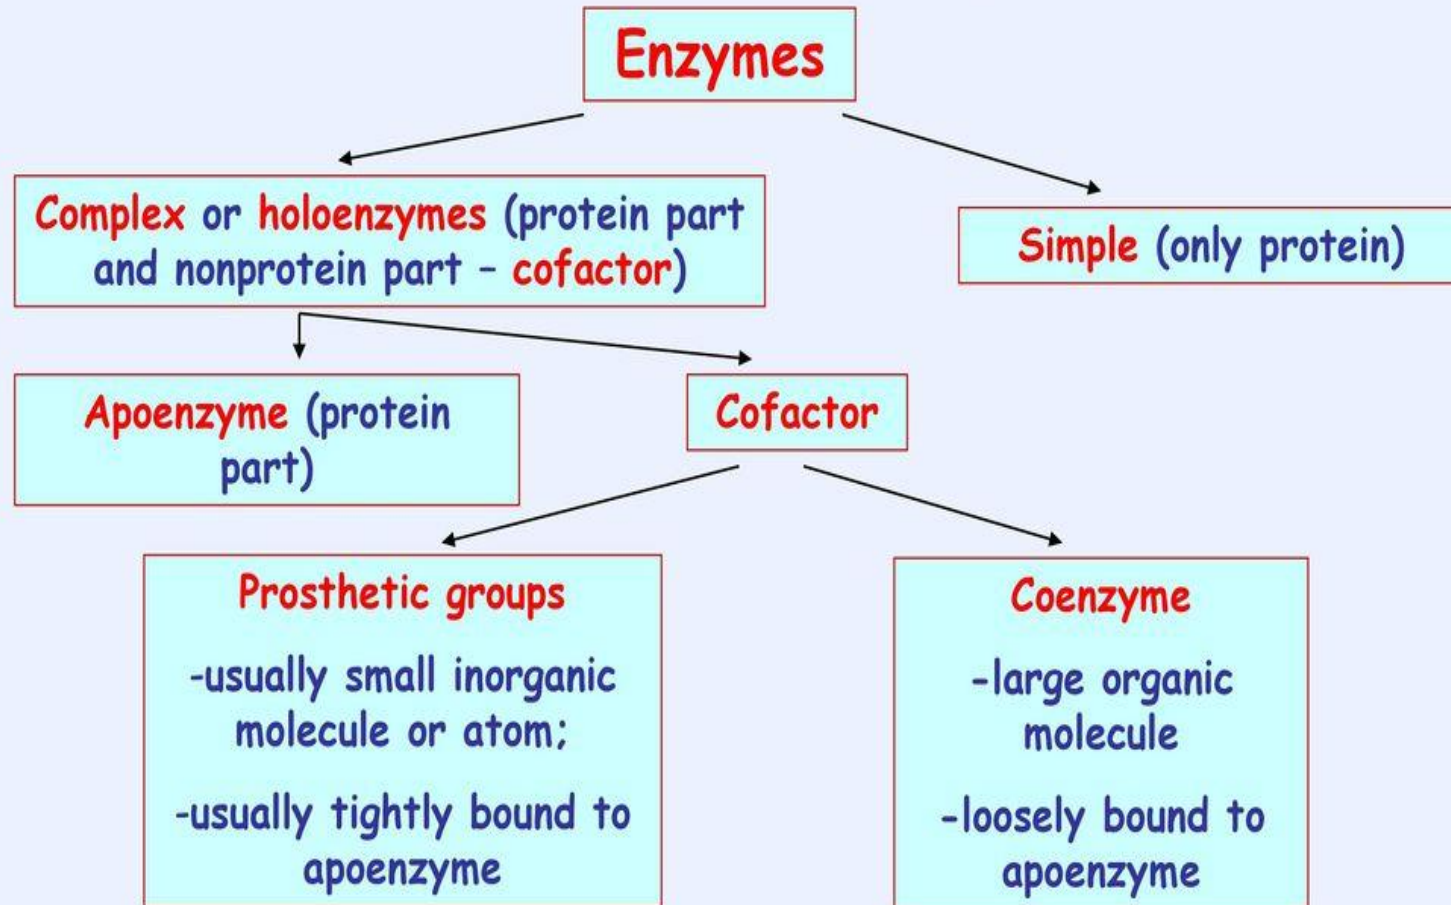 Enzymes
Complex or holoenzymes (protein part
and nonprotein part – cofactor)
Simple (only protein)
Apoenzyme (protein
part)
Cofactor
Prosthetic groups
-usually small inorganic
molecule or atom;
-usually tightly bound to
apoenzyme
Coenzyme
-large organic
molecule
-loosely bound to
apoenzyme